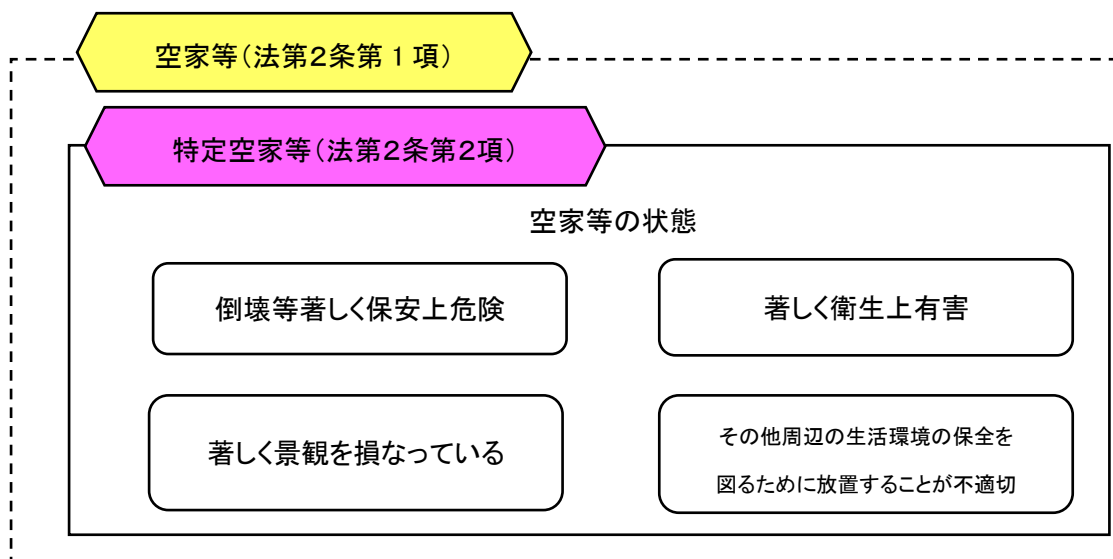 空家等（法第２条第１項）
特定空家等（法第２条第２項）
空家等の状態
倒壊等著しく保安上危険
著しく衛生上有害
著しく景観を損なっている
その他周辺の生活環境の保全を
図るために放置することが不適切